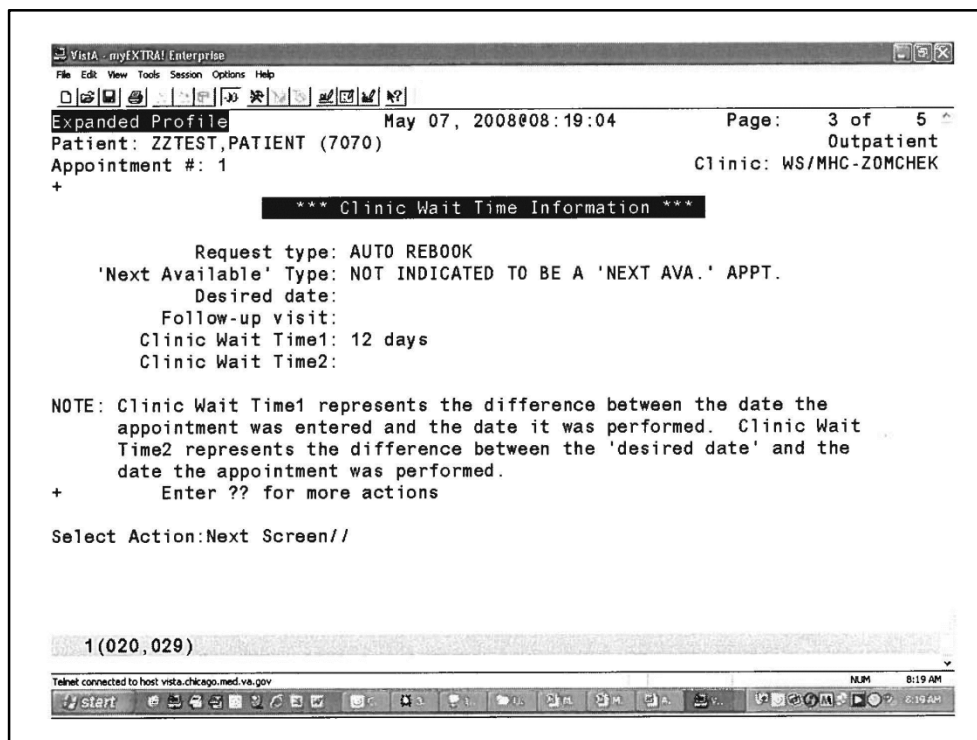 VistA - myEXTRA! Enterprise
File Edit View Tools Session Options Help
Expanded Profile May 07, 2008@08:19:04 Page: 3 of 5
Patient: ZZTEST,PATIENT (7070) Outpatient
Appointment #: 1 Clinic: WS/MHC-ZOMCHEK
+
*** Clinic Wait Time Information ***
Request type: AUTO REBOOK
'Next Available' Type: NOT INDICATED TO BE A 'NEXT AVA.' APPT.
Desired date:
Follow-up visit:
Clinic Wait Time1: 12 days
Clinic Wait Time2:
NOTE: Clinic Wait Time1 represents the difference between the date the
appointment was entered and the date it was performed. Clinic Wait
Time2 represents the difference between the 'desired date' and the
date the appointment was performed.
+ Enter ?? for more actions
Select Action:Next Screen//
1(020,029)
Telnet connected to host vista.chicago.med.va.gov NUM 8:19 AM
start 8:19 AM